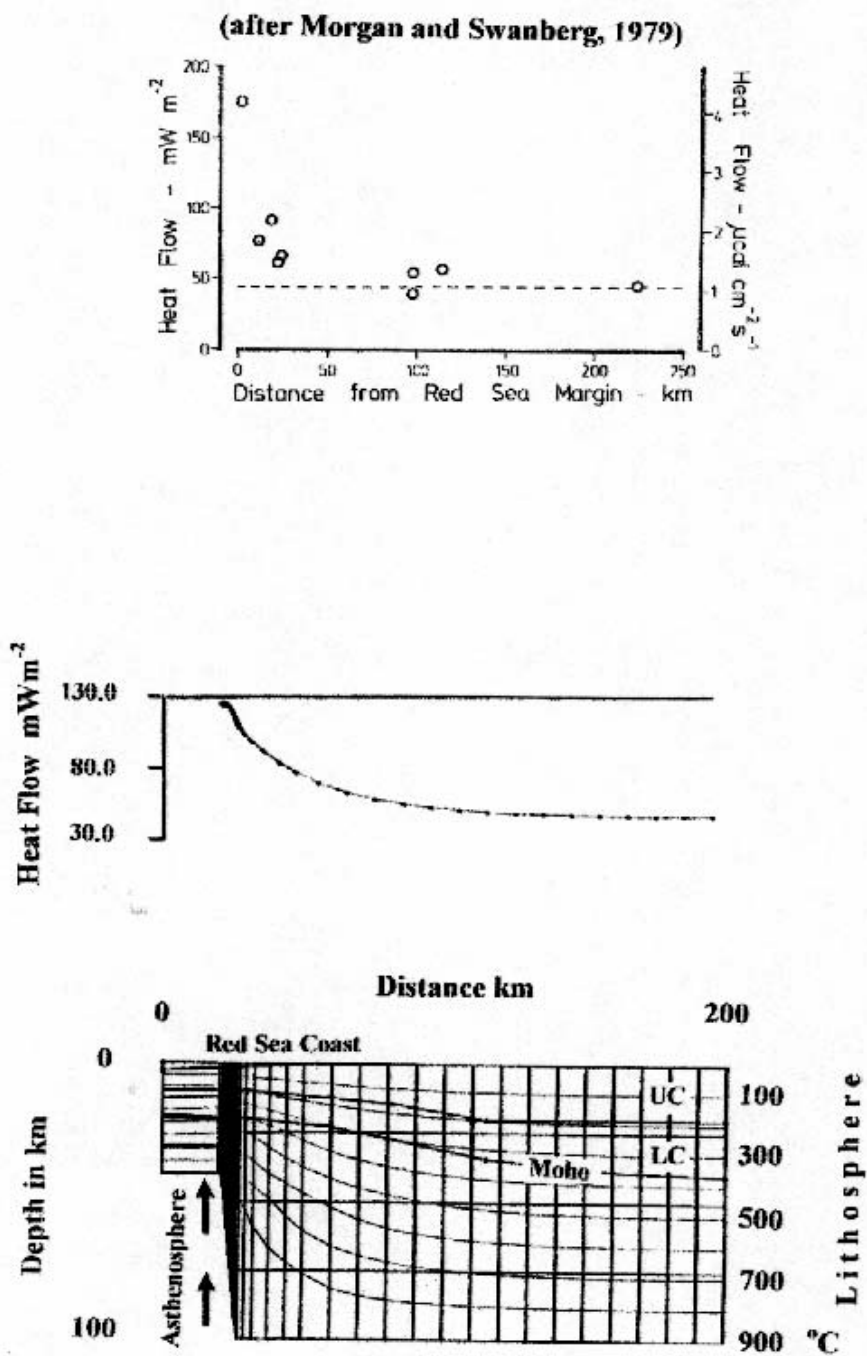 (after Morgan and Swanberg, 1979)
200
150
100
50
0
Heat Flow - mW m⁻²
4
3
2
1
0
Heat Flow - μcal cm⁻² s⁻¹
0 50 100 150 200 250
Distance from Red Sea Margin - km
Heat Flow mWm⁻²
130.0
80.0
30.0
Distance km
0 200
Red Sea Coast
0
100
Depth in km
Asthenosphere
UC
LC
Moho
100
300
500
700
900 °C
Lithosphere